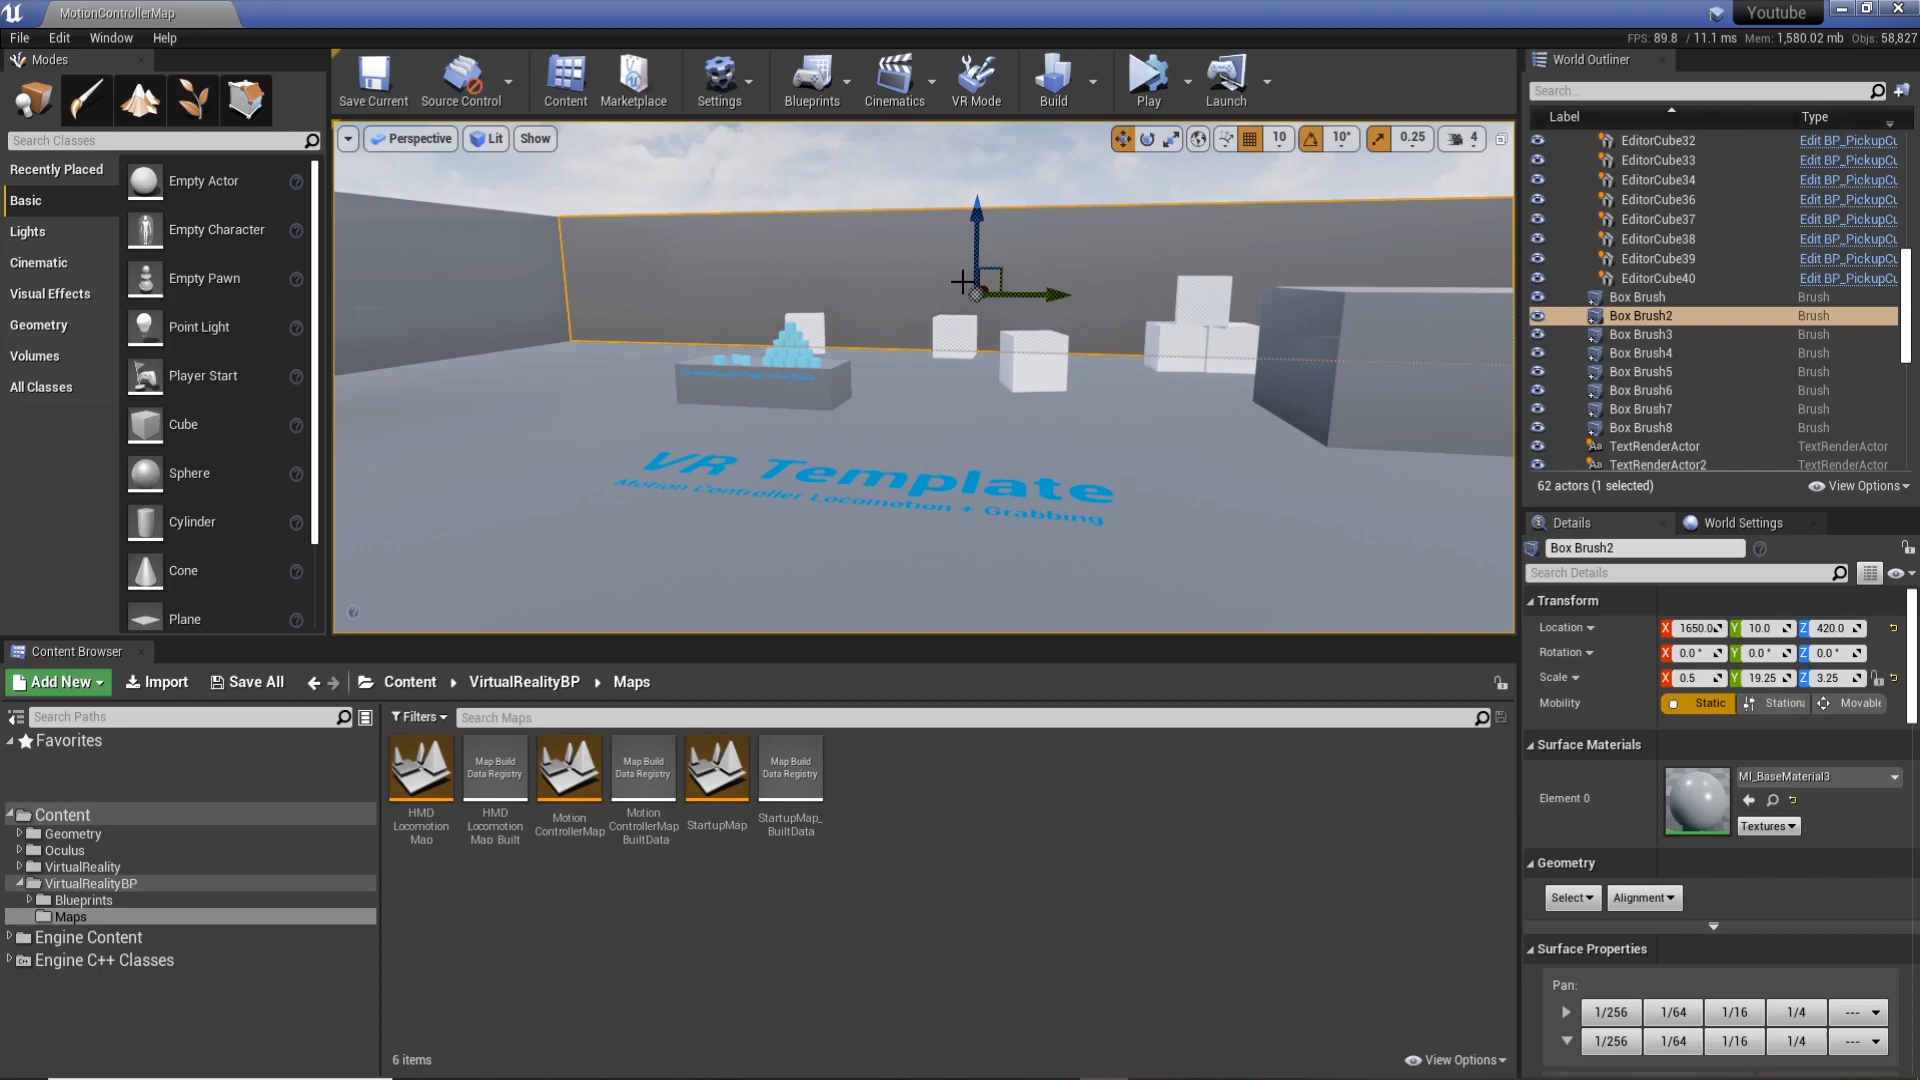 MotionControllerMap
Youtube
File Edit Window Help
FPS: 89.8 / 11.1 ms Mem: 1,580.02 mb Objs: 58,827
Modes
Search Classes
Recently Placed
Basic
Lights
Cinematic
Visual Effects
Geometry
Volumes
All Classes
Empty Actor
Empty Character
Empty Pawn
Point Light
Player Start
Cube
Sphere
Cylinder
Cone
Plane
Save Current
Source Control
Content
Marketplace
Settings
Blueprints
Cinematics
VR Mode
Build
Play
Launch
Perspective
Lit
Show
10
10°
0.25
4
VR Template
Motion Controller Locomotion + Grabbing
World Outliner
Search...
Label Type
EditorCube32 Edit BP_PickupCu
EditorCube33 Edit BP_PickupCu
EditorCube34 Edit BP_PickupCu
EditorCube36 Edit BP_PickupCu
EditorCube37 Edit BP_PickupCu
EditorCube38 Edit BP_PickupCu
EditorCube39 Edit BP_PickupCu
EditorCube40 Edit BP_PickupCu
Box Brush Brush
Box Brush2 Brush
Box Brush3 Brush
Box Brush4 Brush
Box Brush5 Brush
Box Brush6 Brush
Box Brush7 Brush
Box Brush8 Brush
TextRenderActor TextRenderActor
TextRenderActor2 TextRenderActor
62 actors (1 selected)
View Options
Details
World Settings
Box Brush2
Search Details
Transform
Location X 1650.0 Y 10.0 Z 420.0
Rotation X 0.0 ° Y 0.0 ° Z 0.0 °
Scale X 0.5 Y 19.25 Z 3.25
Mobility Static Stationa Movable
Surface Materials
Element 0
MI_BaseMaterial3
Textures
Geometry
Select
Alignment
Surface Properties
Pan:
1/256 1/64 1/16 1/4 ---
1/256 1/64 1/16 1/4 ---
Content Browser
Add New
Import
Save All
Content
VirtualRealityBP
Maps
Search Paths
Filters
Search Maps
Favorites
Content
Geometry
Oculus
VirtualReality
VirtualRealityBP
Blueprints
Maps
Engine Content
Engine C++ Classes
HMD
Locomotion
Map
Map Build
Data Registry
HMD
Locomotion
Map_Built
Motion
ControllerMap
Map Build
Data Registry
Motion
ControllerMap_
BuiltData
StartupMap
Map Build
Data Registry
StartupMap_
BuiltData
6 items
View Options